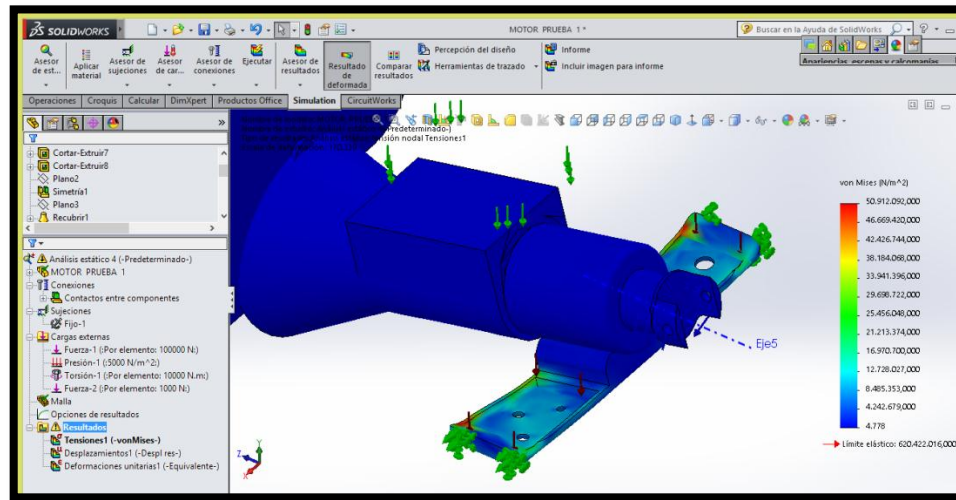 SOLIDWORKS
MOTOR PRUEBA 1 *
Buscar en la Ayuda de SolidWorks
Asesor de est...
Aplicar material
Asesor de sujeciones
Asesor de car...
Asesor de conexiones
Ejecutar
Asesor de resultados
Resultado de deformada
Comparar resultados
Percepción del diseño
Herramientas de trazado
Informe
Incluir imagen para informe
Apariencias, escenas y calcomanías
Operaciones
Croquis
Calcular
DimXpert
Productos Office
Simulation
CircuitWorks
Cortar-Extruir7
Cortar-Extruir8
Plano2
Simetría1
Plano3
Recubrir1
Análisis estático 4 (-Predeterminado-)
MOTOR PRUEBA 1
Conexiones
Contactos entre componentes
Sujeciones
Fijo-1
Cargas externas
Fuerza-1 (:Por elemento: 100000 N:)
Presión-1 (:5000 N/m^2:)
Torsión-1 (:Por elemento: 10000 N.m:)
Fuerza-2 (:Por elemento: 1000 N:)
Malla
Opciones de resultados
Resultados
Tensiones1 (-vonMises-)
Desplazamientos1 (-Despl res-)
Deformaciones unitarias1 (-Equivalente-)
nodal Tensiones1
Eje5
Y
Z
X
von Mises (N/m^2)
50.912.092,000
46.669.420,000
42.426.744,000
38.184.068,000
33.941.396,000
29.698.722,000
25.456.048,000
21.213.374,000
16.970.700,000
12.728.027,000
8.485.353,000
4.242.679,000
4.778
Límite elástico: 620.422.016,000